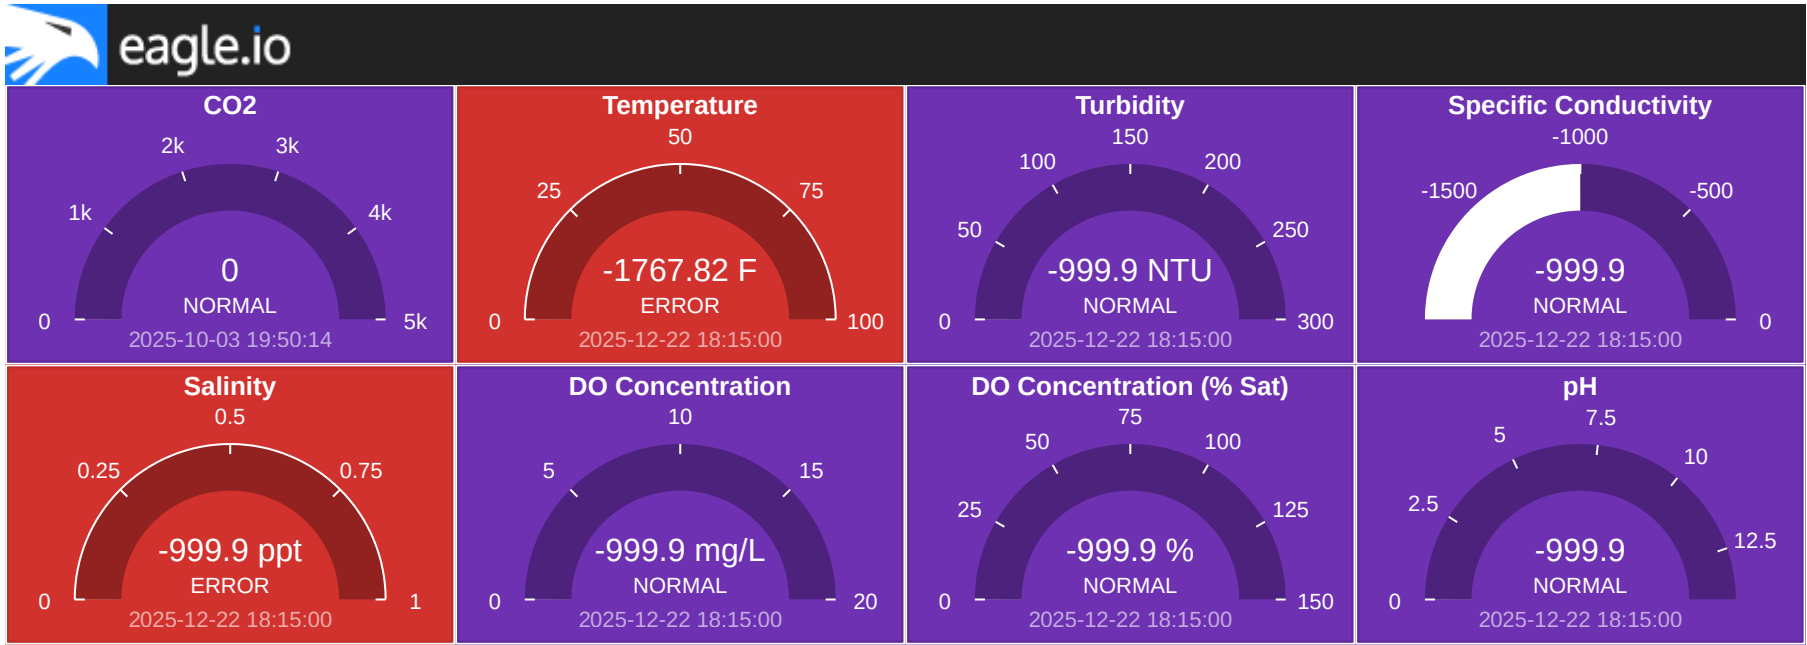 eagle.io
CO2
2k
3k
1k
4k
0
NORMAL
0
5k
2025-10-03 19:50:14
Temperature
50
25
75
-1767.82 F
ERROR
0
100
2025-12-22 18:15:00
Turbidity
150
100
200
50
250
-999.9 NTU
NORMAL
0
300
2025-12-22 18:15:00
Specific Conductivity
-1000
-1500
-500
-999.9
NORMAL
0
2025-12-22 18:15:00
Salinity
0.5
0.25
0.75
-999.9 ppt
ERROR
0
1
2025-12-22 18:15:00
DO Concentration
10
5
15
-999.9 mg/L
NORMAL
0
20
2025-12-22 18:15:00
DO Concentration (% Sat)
75
50
100
25
125
-999.9 %
NORMAL
0
150
2025-12-22 18:15:00
pH
7.5
5
10
2.5
12.5
-999.9
NORMAL
0
2025-12-22 18:15:00